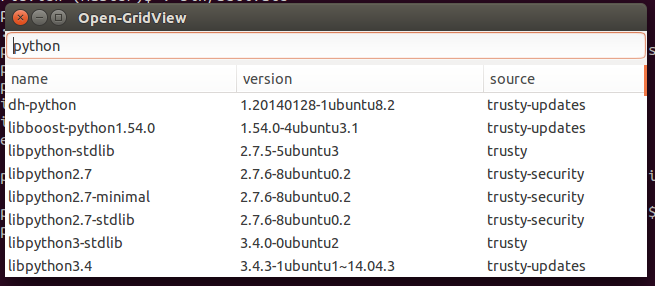 Open-GridView
python
name version source
dh-python 1.20140128-1ubuntu8.2 trusty-updates
libboost-python1.54.0 1.54.0-4ubuntu3.1 trusty-updates
libpython-stdlib 2.7.5-5ubuntu3 trusty
libpython2.7 2.7.6-8ubuntu0.2 trusty-security
libpython2.7-minimal 2.7.6-8ubuntu0.2 trusty-security
libpython2.7-stdlib 2.7.6-8ubuntu0.2 trusty-security
libpython3-stdlib 3.4.0-0ubuntu2 trusty
libpython3.4 3.4.3-1ubuntu1~14.04.3 trusty-updates